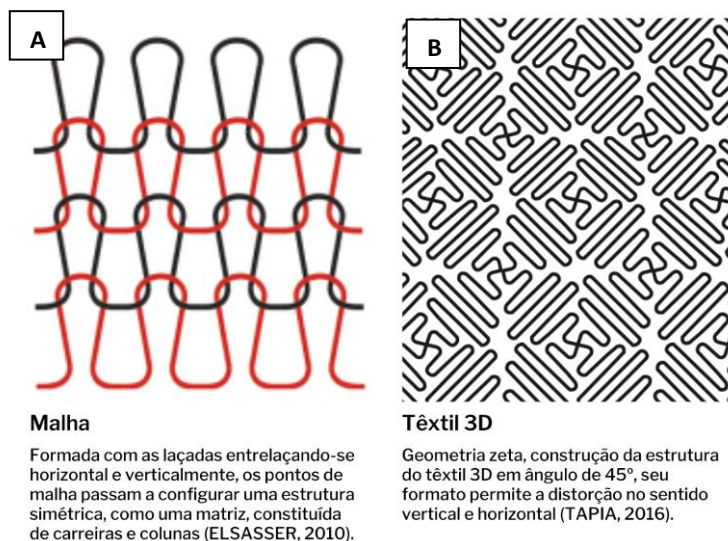 A
B
Malha
Formada com as laçadas entrelaçando-se
horizontal e verticalmente, os pontos de
malha passam a configurar uma estrutura
simétrica, como uma matriz, constituída
de carreiras e colunas (ELSASSER, 2010).
Têxtil 3D
Geometria zeta, construção da estrutura
do têxtil 3D em ângulo de 45º, seu
formato permite a distorção no sentido
vertical e horizontal (TAPIA, 2016).